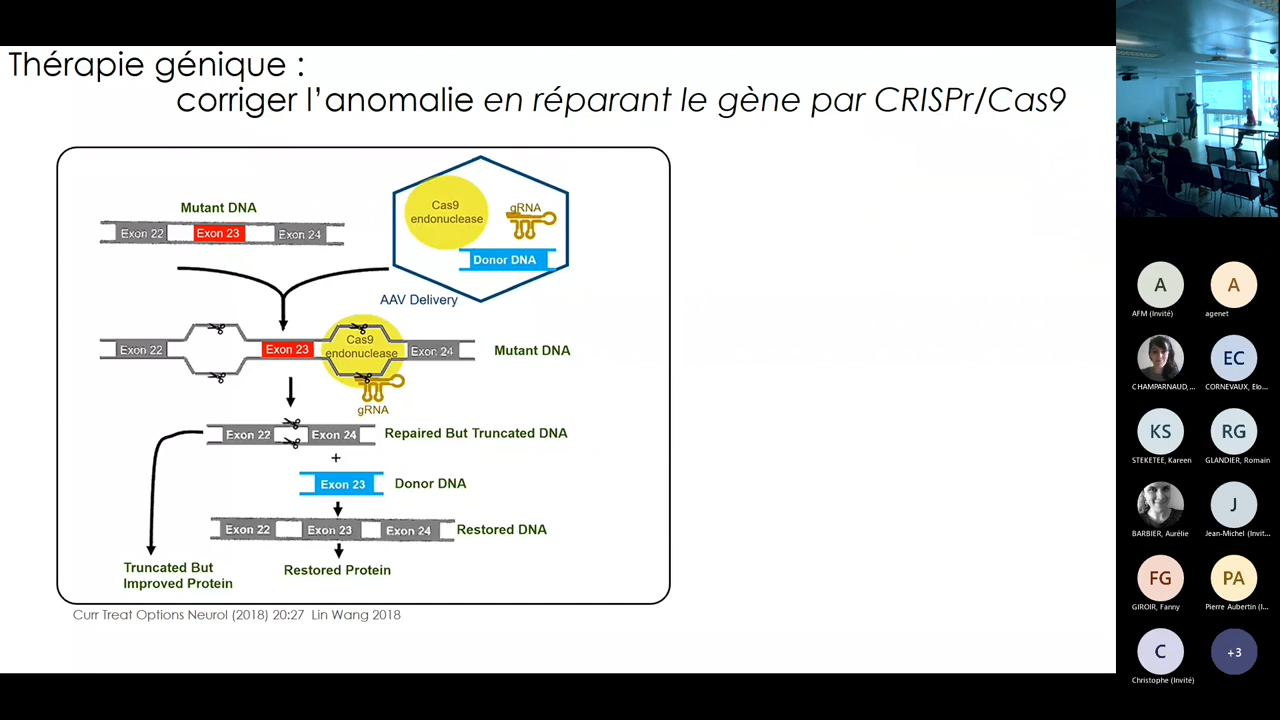 Thérapie génique :
corriger l'anomalie en réparant le gène par CRISPr/Cas9
Mutant DNA
Exon 22
Exon 23
Exon 24
Cas9
endonuclease
gRNA
Donor DNA
AAV Delivery
Exon 22
Exon 23
Cas9
endonuclease
Exon 24
Mutant DNA
gRNA
Exon 22
Exon 24
Repaired But Truncated DNA
+
Exon 23
Donor DNA
Exon 22
Exon 23
Exon 24
Restored DNA
Truncated But
Improved Protein
Restored Protein
Curr Treat Options Neurol (2018) 20:27 Lin Wang 2018
A
AFM (Invité)
A
agenet
CHAMPARNAUD,...
EC
CORNEVAUX, Elo...
KS
STEKETEE, Kareen
RG
GLANDIER, Romain
BARBIER, Aurélie
J
Jean-Michel (Invit...
FG
GIROIR, Fanny
PA
Pierre Aubertin (I...
C
Christophe (Invité)
+3